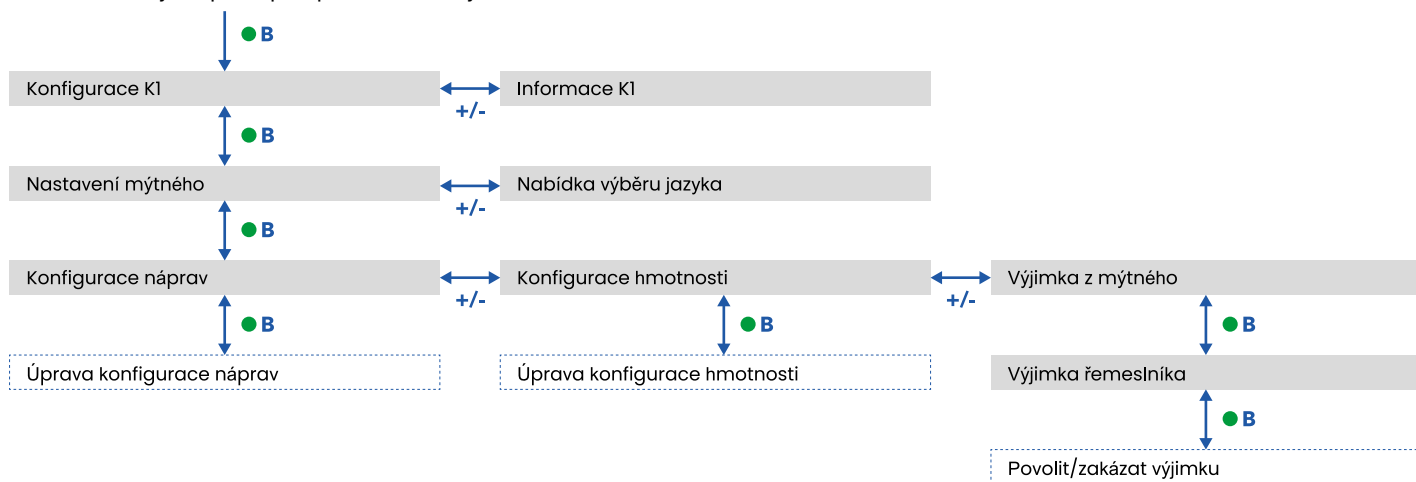 B
Konfigurace K1
+/-
Informace K1
B
Nastavení mýtného
+/-
Nabídka výběru jazyka
B
Konfigurace náprav
+/-
Konfigurace hmotnosti
+/-
Výjimka z mýtného
B
B
B
Úprava konfigurace náprav
Úprava konfigurace hmotnosti
Výjimka řemeslníka
B
Povolit/zakázat výjimku